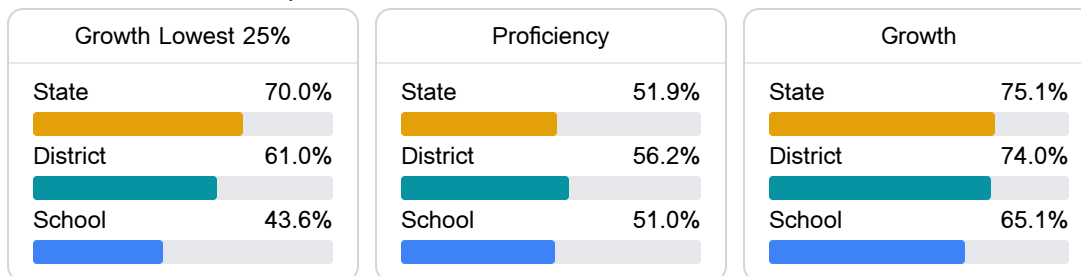 Growth Lowest 25%
State 70.0%
District 61.0%
School 43.6%
Proficiency
State 51.9%
District 56.2%
School 51.0%
Growth
State 75.1%
District 74.0%
School 65.1%